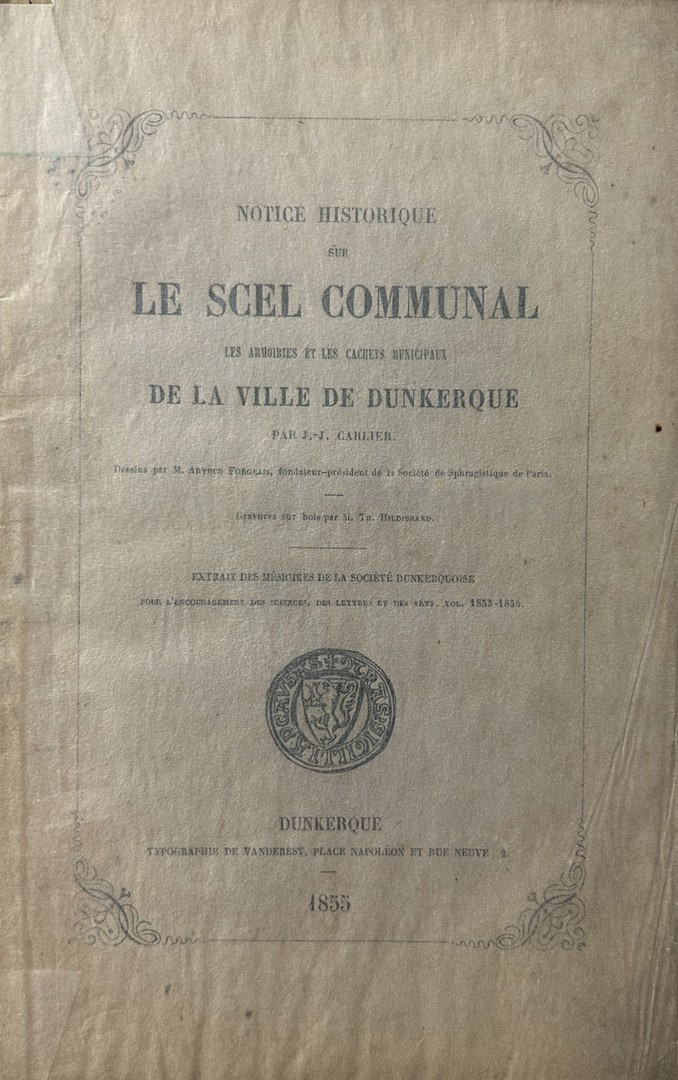 NOTICE HISTORIQUE
SUR
LE SCEL COMMUNAL
LES ARMOIRIES ET LES CACHETS MUNICIPAUX
DE LA VILLE DE DUNKERQUE
PAR J.-J. CARLIER.
Dessins par M. ARTHUR FORGEAIS, fondateur-président de la Société de Sphragistique de Paris.
Gravures sur bois par M. TH. HILDIBRAND.
EXTRAIT DES MÉMOIRES DE LA SOCIÉTÉ DUNKERQUOISE
POUR L'ENCOURAGEMENT DES SCIENCES, DES LETTRES ET DES ARTS, VOL. 1853-1854.
DUNKERQUE
TYPOGRAPHIE DE VANDEREST, PLACE NAPOLÉON ET RUE NEUVE, 2.
1855